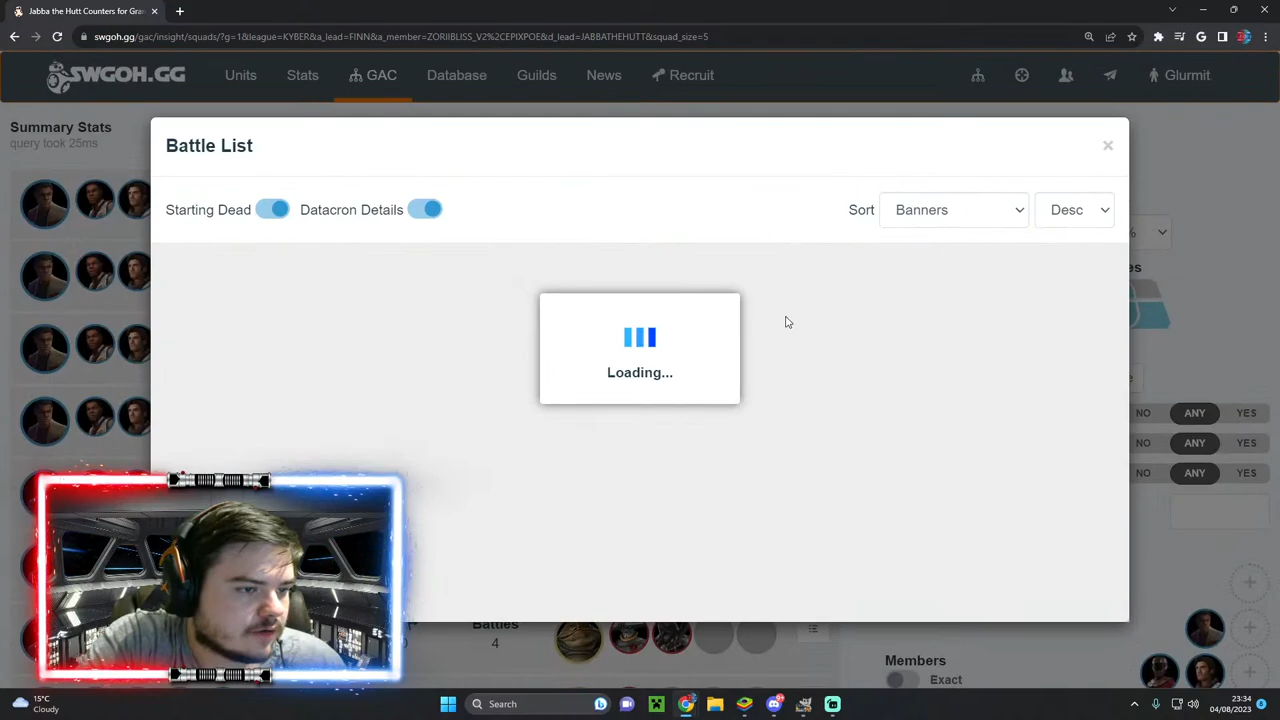 Jabba the Hutt Counters for Gra
swgoh.gg/gac/insight/squads/?g=1&league=KYBER&a_lead=FINN&a_member=ZORIIBLISS_V2%2CEPIXPOE&d_lead=JABBATHEHUTT&squad_size=5
SWGOH.GG
Units
Stats
GAC
Database
Guilds
News
Recruit
Glurmit
Summary Stats
query took 25ms
Battle List
×
Starting Dead
Datacron Details
Sort
Banners
Desc
%
es
Loading...
e
NO ANY YES
NO ANY YES
NO ANY YES
Battles
4
Members
Exact
15°C
Cloudy
Search
23:34
04/08/2023